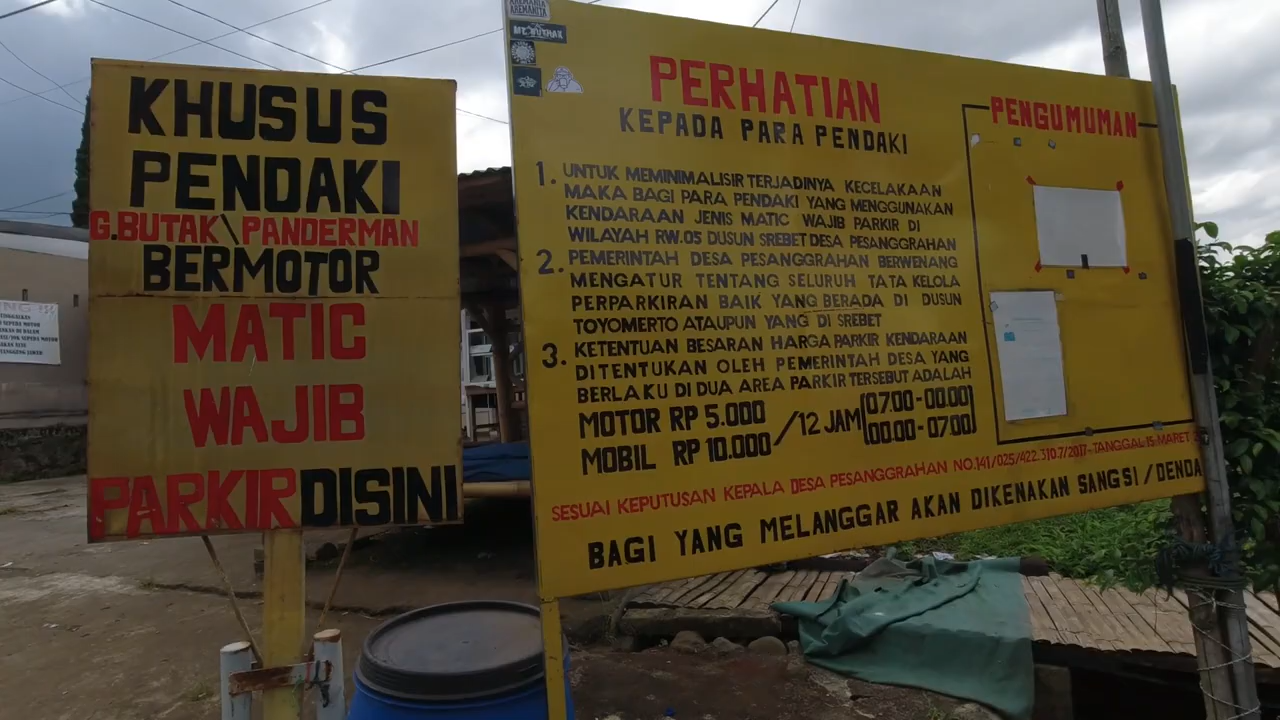 KHUSUS
PENDAKI
G.BUTAK\PANDERMAN
BERMOTOR
MATIC
WAJIB
PARKIR DISINI
MT. BUTHAK
PERHATIAN
KEPADA PARA PENDAKI
1. UNTUK MEMINIMALISIR TERJADINYA KECELAKAAN
MAKA BAGI PARA PENDAKI YANG MENGGUNAKAN
KENDARAAN JENIS MATIC WAJIB PARKIR DI
WILAYAH RW.05 DUSUN SREBET DESA PESANGGRAHAN
2. PEMERINTAH DESA PESANGGRAHAN BERWENANG
MENGATUR TENTANG SELURUH TATA KELOLA
PERPARKIRAN BAIK YANG BERADA DI DUSUN
TOYOMERTO ATAUPUN YANG DI SREBET
3. KETENTUAN BESARAN HARGA PARKIR KENDARAAN
DITENTUKAN OLEH PEMERINTAH DESA YANG
BERLAKU DI DUA AREA PARKIR TERSEBUT ADALAH
MOTOR RP 5.000
MOBIL RP 10.000
/12 JAM
(07.00 - 00.00)
(00.00 - 07.00)
SESUAI KEPUTUSAN KEPALA DESA PESANGGRAHAN NO.141/025/422.310.7/2017-TANGGAL 15 MARET
BAGI YANG MELANGGAR AKAN DIKENAKAN SANGSI / DENDA
PENGUMUMAN